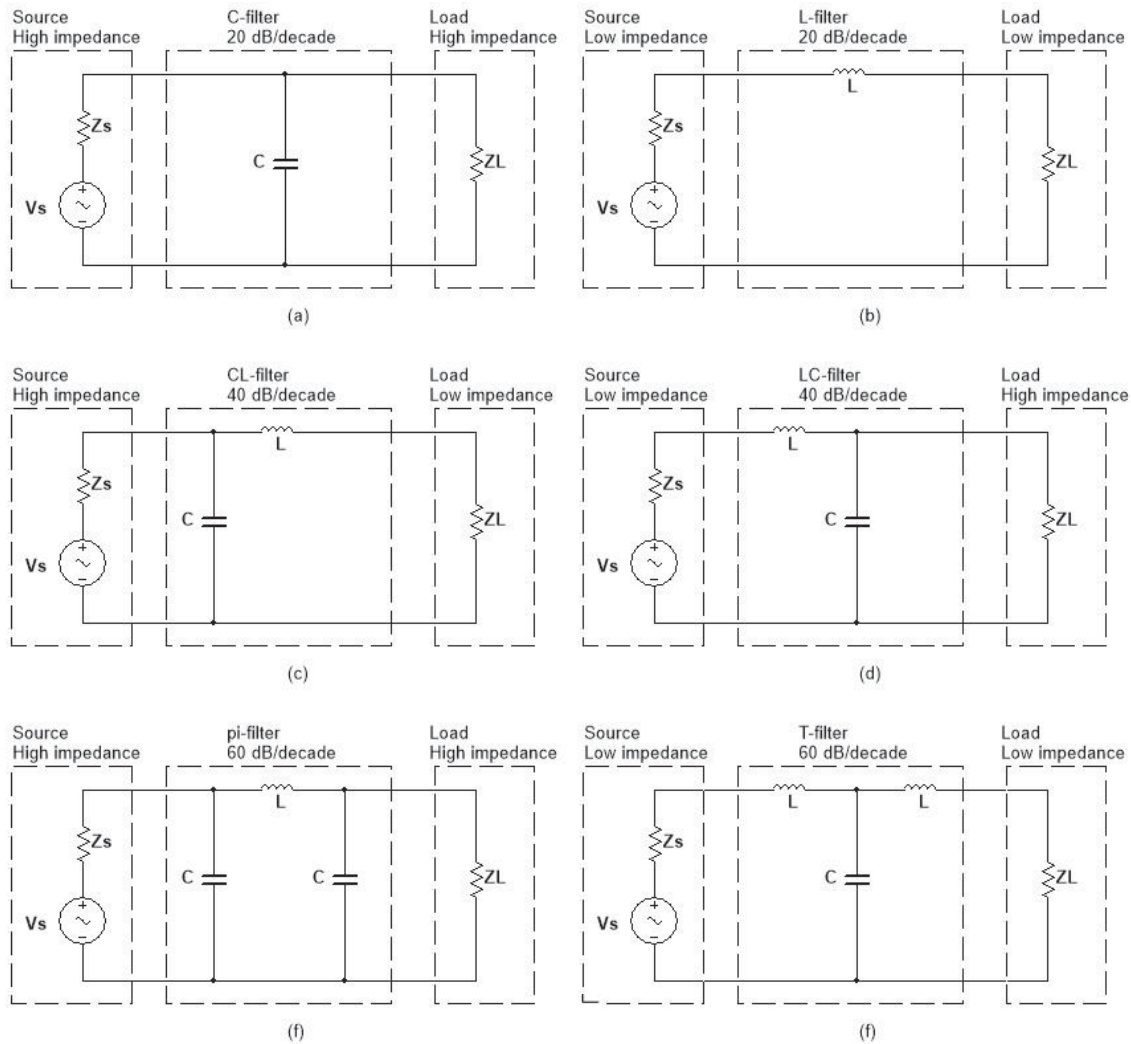 Source
High impedance
C-filter
20 dB/decade
Load
High impedance
Zs
+
Vs
−
C
ZL
(a)
Source
Low impedance
L-filter
20 dB/decade
Load
Low impedance
L
Zs
+
Vs
−
ZL
(b)
Source
High impedance
CL-filter
40 dB/decade
Load
Low impedance
L
Zs
+
Vs
−
C
ZL
(c)
Source
Low impedance
LC-filter
40 dB/decade
Load
High impedance
L
Zs
+
Vs
−
C
ZL
(d)
Source
High impedance
pi-filter
60 dB/decade
Load
High impedance
L
Zs
+
Vs
−
C
C
ZL
(f)
Source
Low impedance
T-filter
60 dB/decade
Load
Low impedance
L
L
Zs
+
Vs
−
C
ZL
(f)